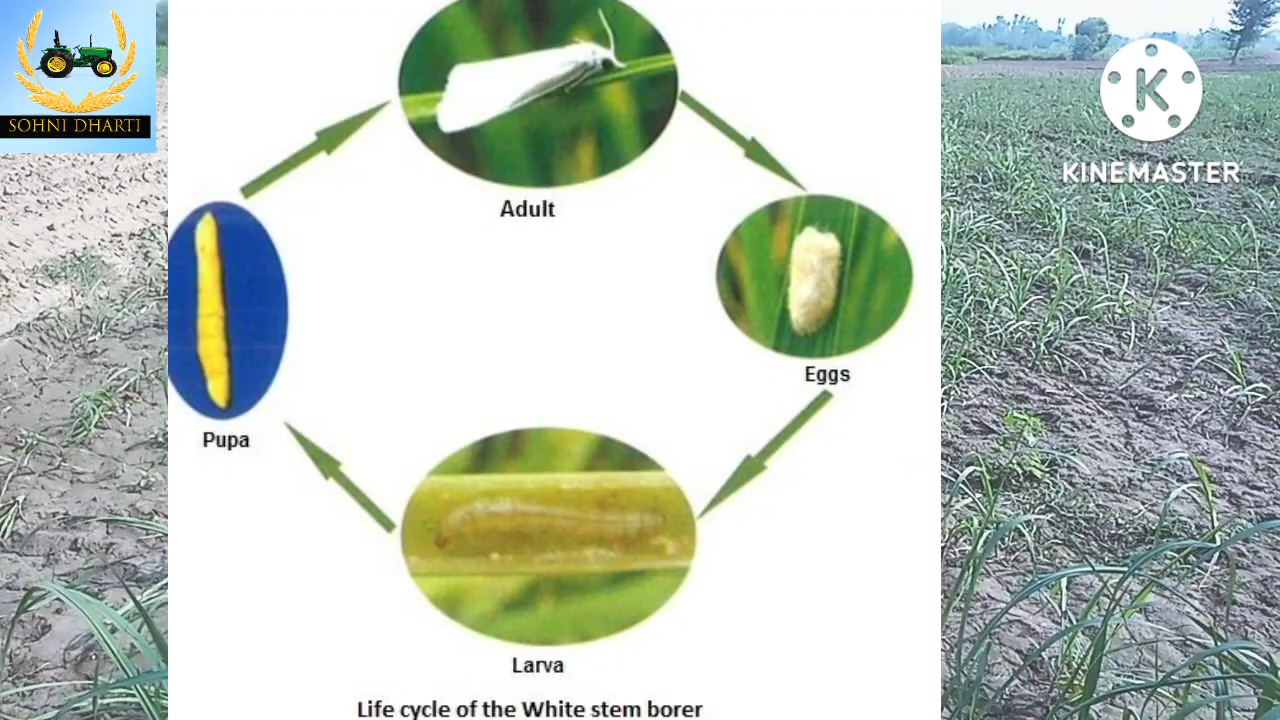 SOHNI DHARTI
K
KINEMASTER
Adult
Eggs
Pupa
Larva
Life cycle of the White stem borer